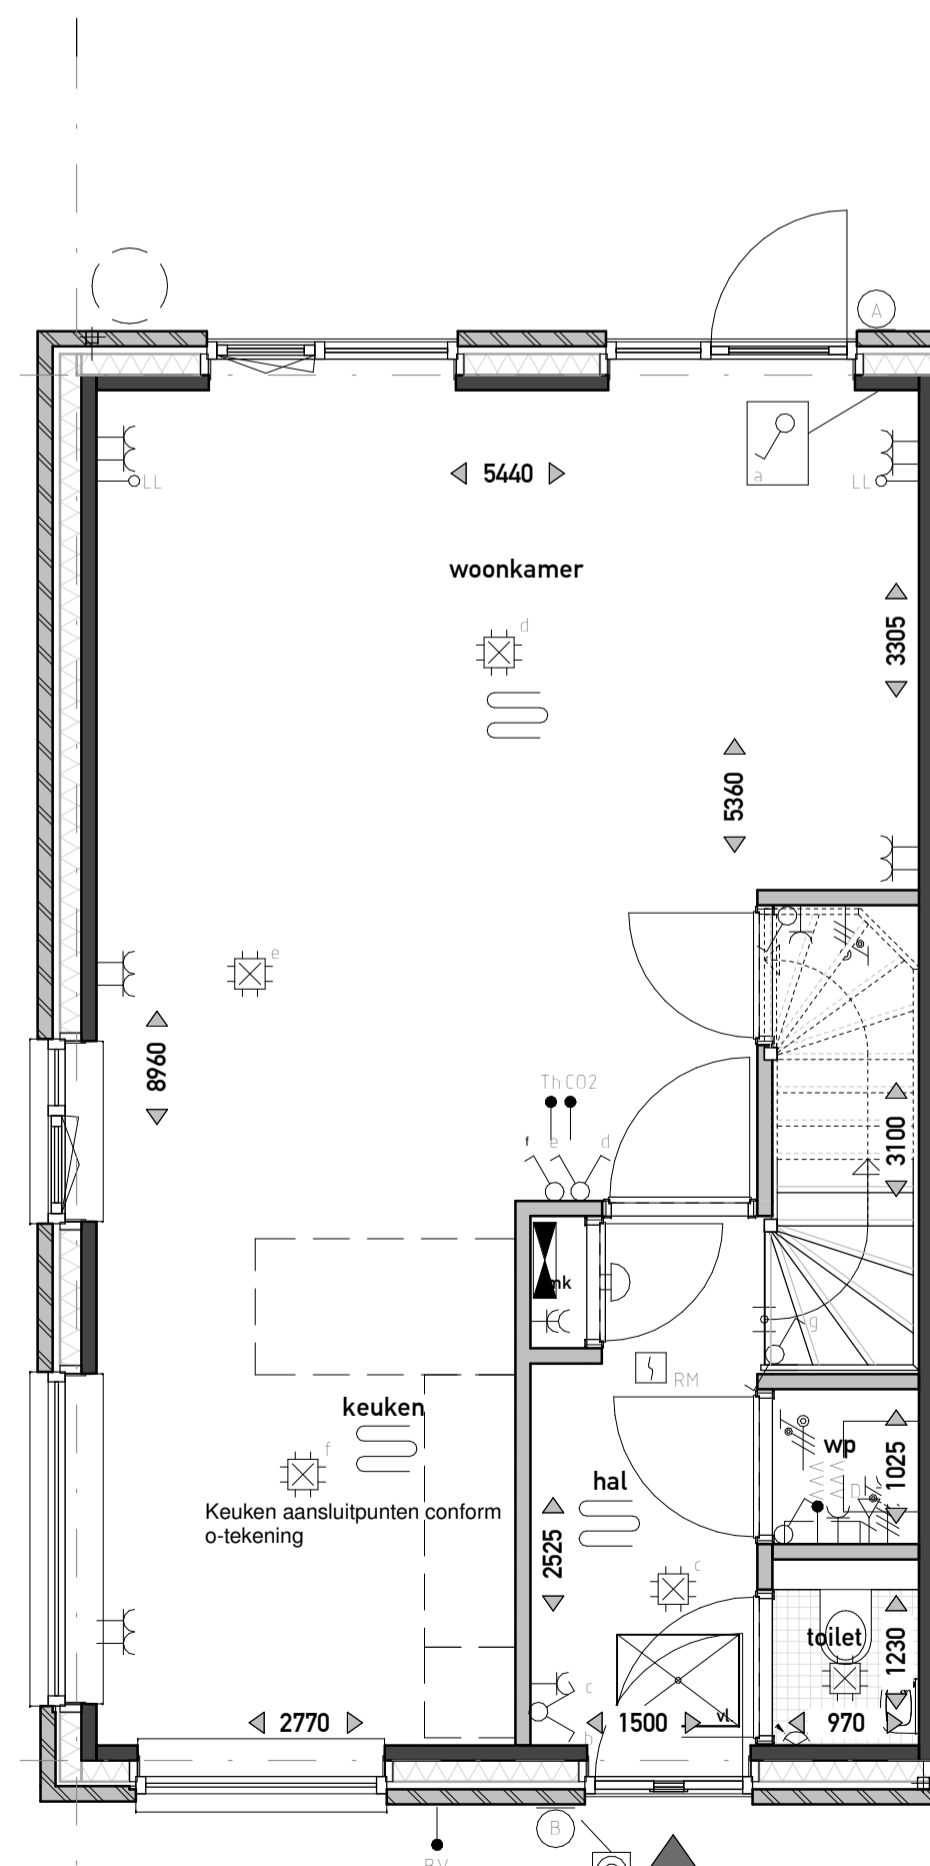 A
5440
a
LL
LL
woonkamer
d
3305
5360
e
8960
Th CO2
f e d
3100
mk
g
RM
keuken
f
wp
1025
hal
Keuken aansluitpunten conform
o-tekening
2525
c
toilet
1230
c
2770
1500
vl.
970
b
B